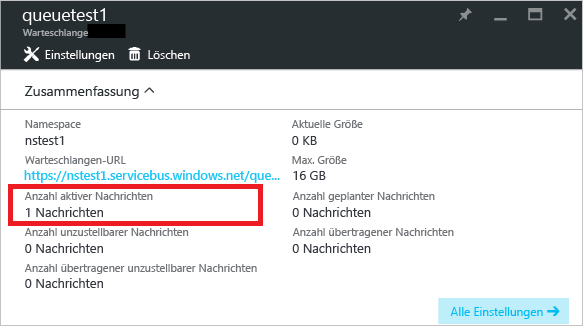 queuetest1
Warteschlange
Einstellungen
Löschen
Zusammenfassung
Namespace
nstest1
Aktuelle Größe
0 KB
Warteschlangen-URL
https://nstest1.servicebus.windows.net/que...
Max. Größe
16 GB
Anzahl aktiver Nachrichten
1 Nachrichten
Anzahl geplanter Nachrichten
0 Nachrichten
Anzahl unzustellbarer Nachrichten
0 Nachrichten
Anzahl übertragener Nachrichten
0 Nachrichten
Anzahl übertragener unzustellbarer Nachrichten
0 Nachrichten
Alle Einstellungen